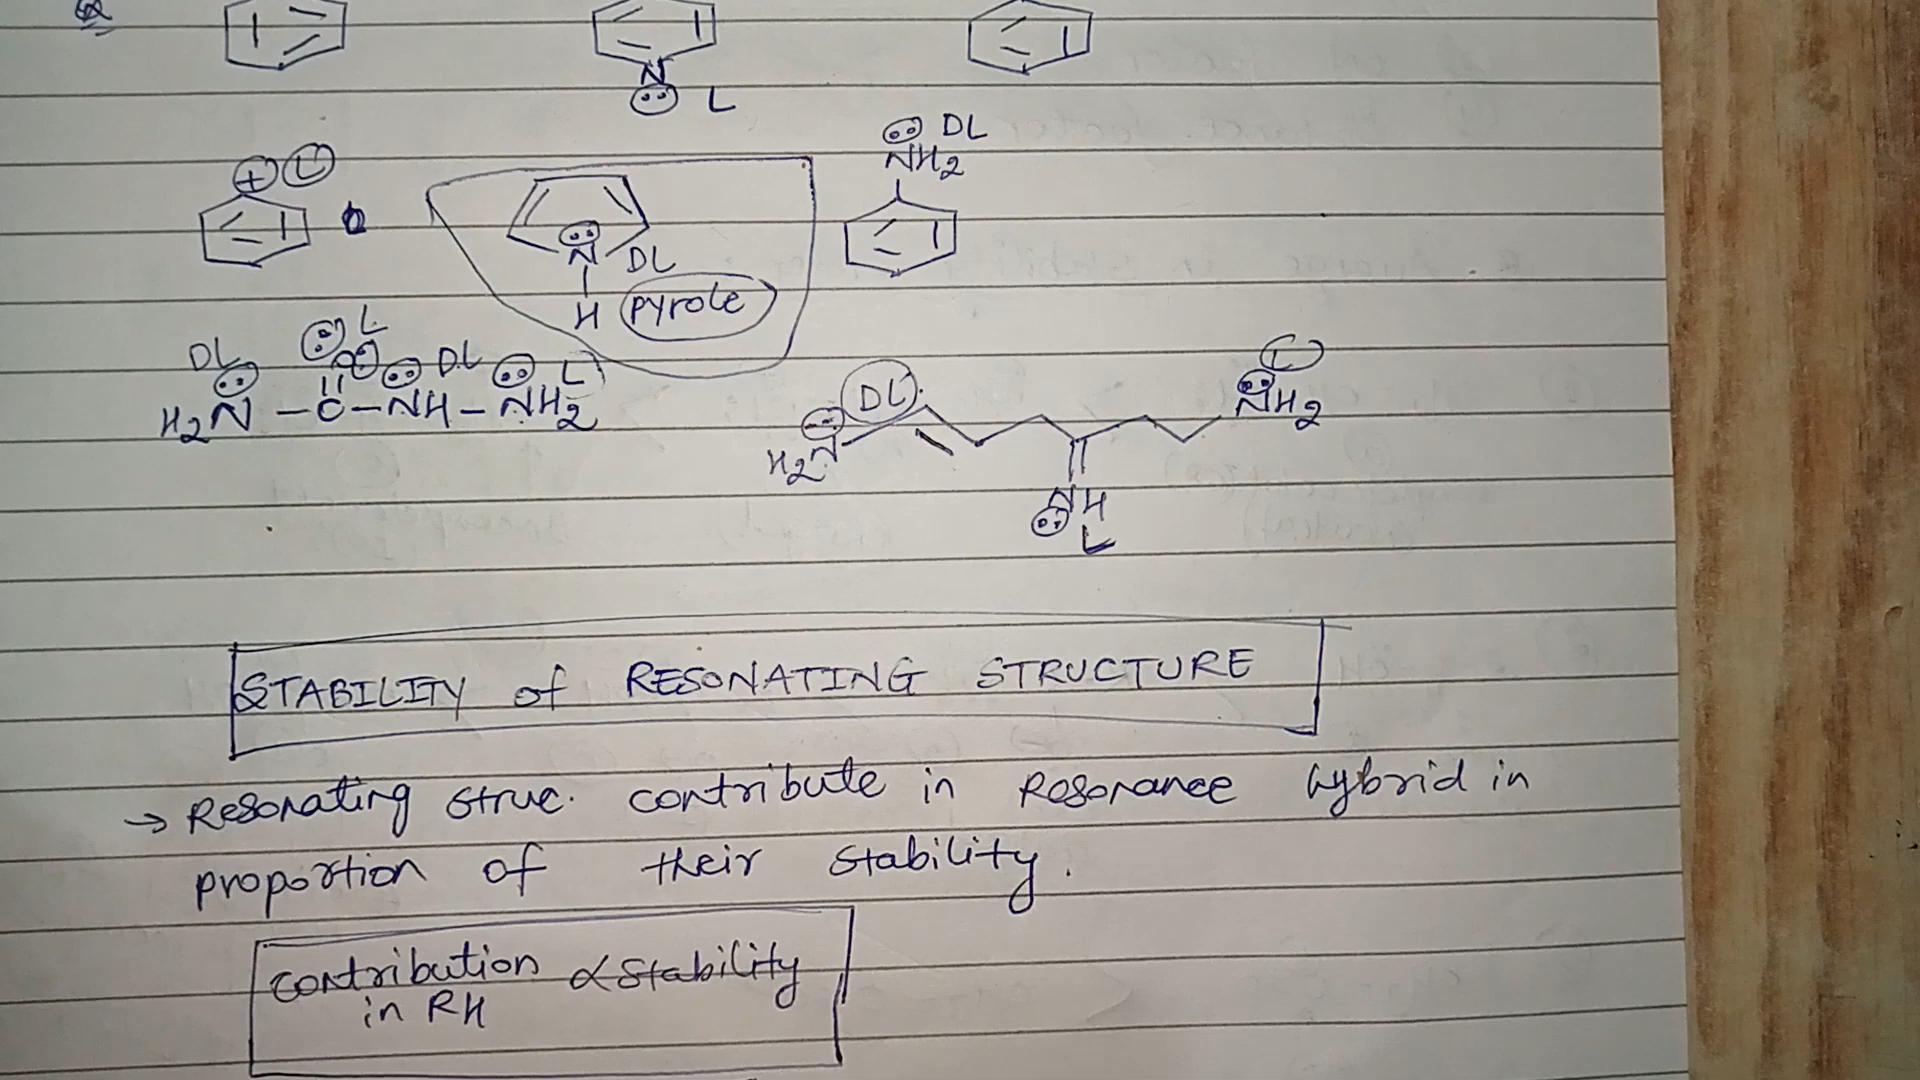 N
L
DL
NH2
+ L
N DL
H pyrole
DL L
O DL L
H2N - C - NH - NH2
DL L
H2N NH2
NH
L
STABILITY of RESONATING STRUCTURE
→ Resonating struc. contribute in Resonance hybrid in
proportion of their stability.
contribution ∝ stability
in RH